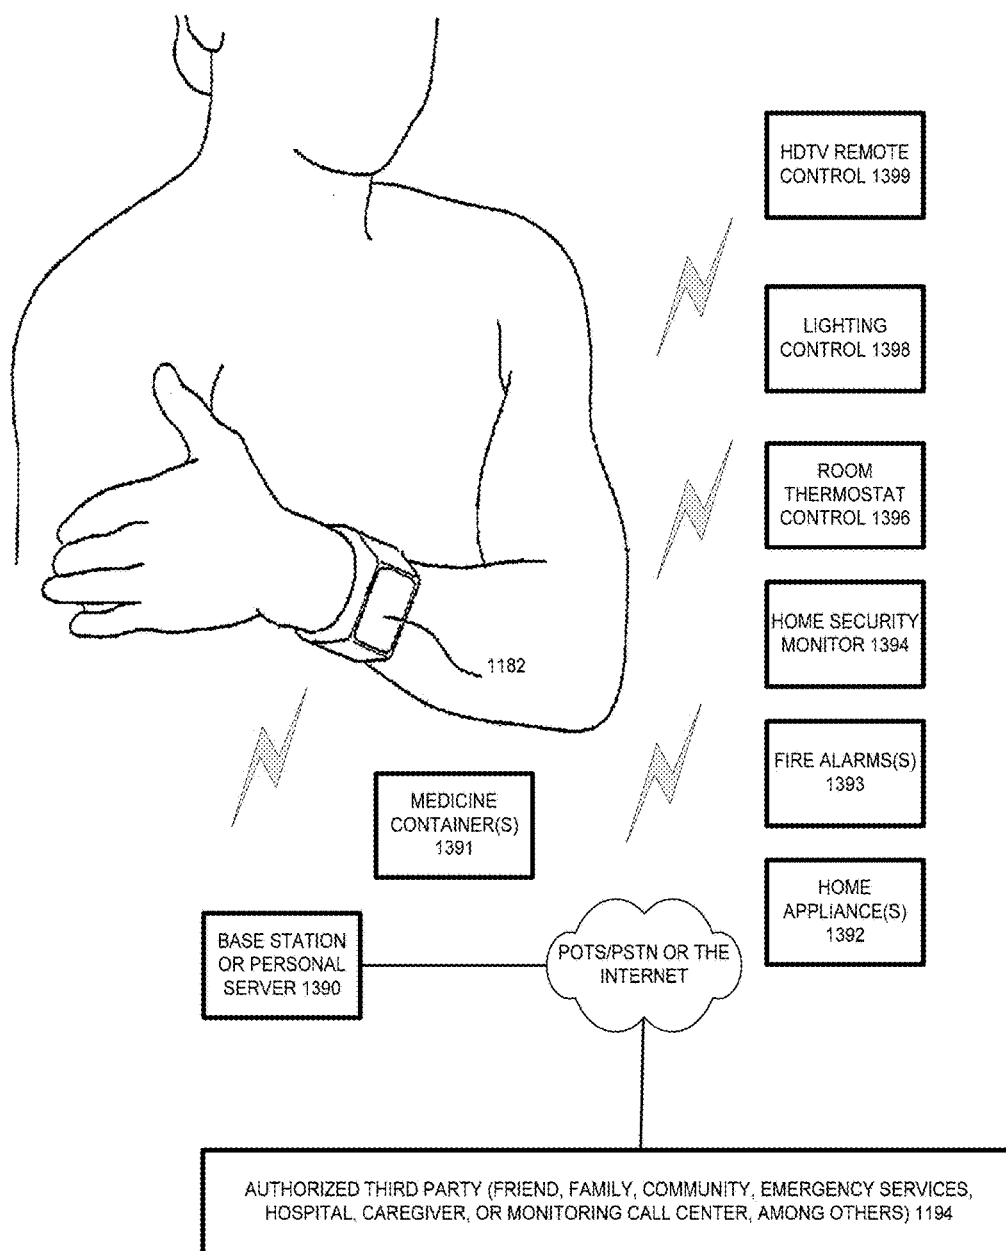 HDTV REMOTE
CONTROL 1399
LIGHTING
CONTROL 1398
ROOM
THERMOSTAT
CONTROL 1396
HOME SECURITY
MONITOR 1394
1182
FIRE ALARMS(S)
1393
MEDICINE
CONTAINER(S)
1391
HOME
APPLIANCE(S)
1392
BASE STATION
OR PERSONAL
SERVER 1390
POTS/PSTN OR THE
INTERNET
AUTHORIZED THIRD PARTY (FRIEND, FAMILY, COMMUNITY, EMERGENCY SERVICES,
HOSPITAL, CAREGIVER, OR MONITORING CALL CENTER, AMONG OTHERS) 1194